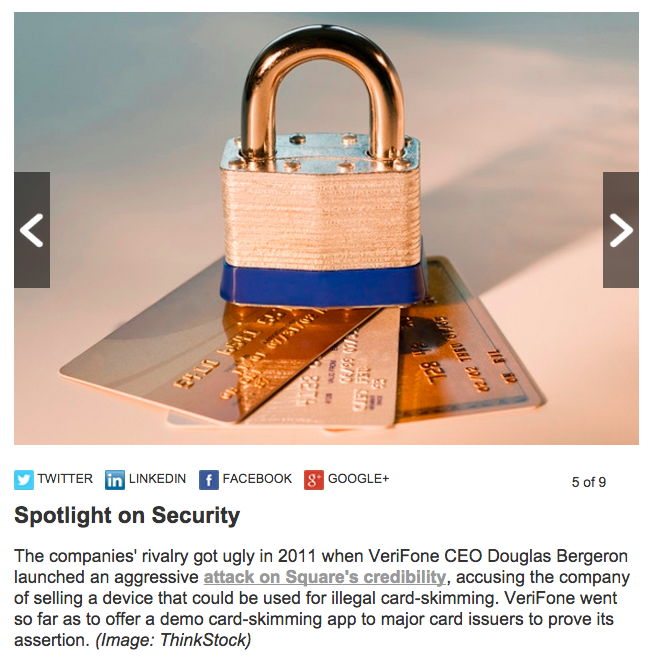 TWITTER LINKEDIN FACEBOOK GOOGLE+ 5 of 9
Spotlight on Security
The companies' rivalry got ugly in 2011 when VeriFone CEO Douglas Bergeron
launched an aggressive attack on Square's credibility, accusing the company
of selling a device that could be used for illegal card-skimming. VeriFone went
so far as to offer a demo card-skimming app to major card issuers to prove its
assertion. (Image: ThinkStock)